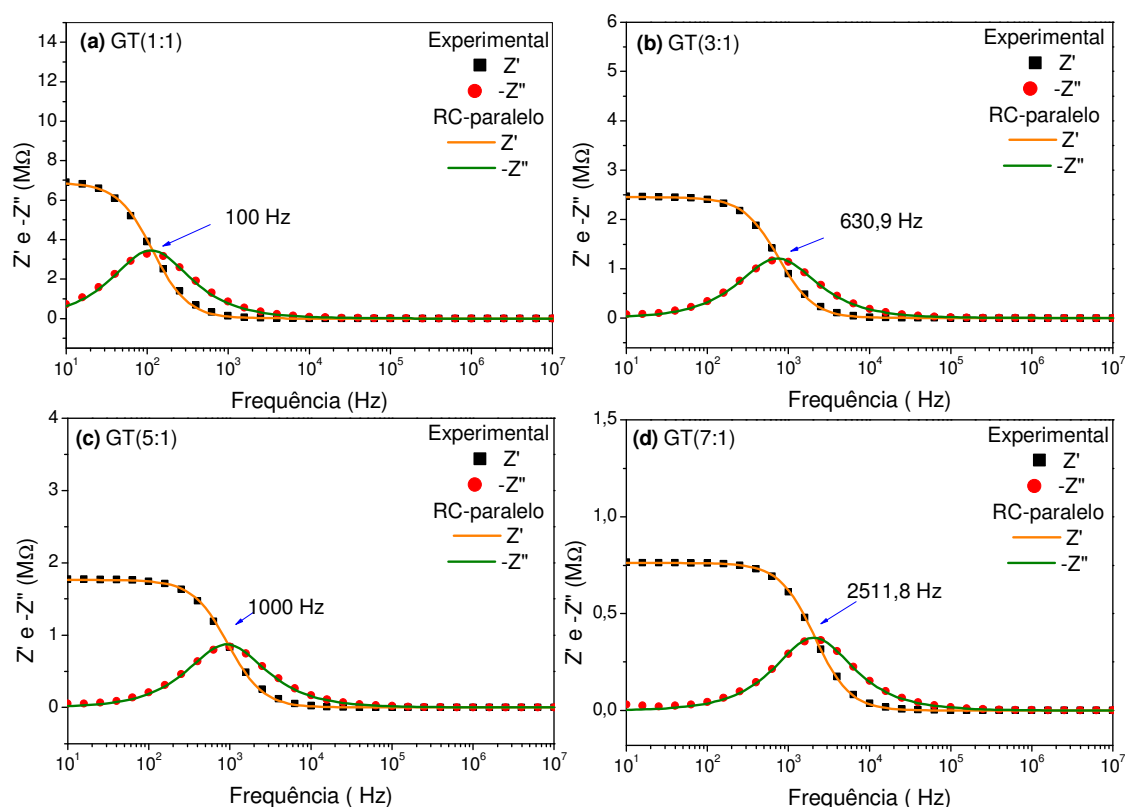 (a) GT(1:1)
Experimental
Z'
-Z"
RC-paralelo
Z'
-Z"
100 Hz
14
12
10
8
6
4
2
0
Z' e -Z" (MΩ)
10¹ 10² 10³ 10⁴ 10⁵ 10⁶ 10⁷
Frequência (Hz)
(b) GT(3:1)
Experimental
Z'
-Z"
RC-paralelo
Z'
-Z"
630,9 Hz
6
5
4
3
2
1
0
Z' e -Z" (MΩ)
10¹ 10² 10³ 10⁴ 10⁵ 10⁶ 10⁷
Frequência ( Hz)
(c) GT(5:1)
Experimental
Z'
-Z"
RC-paralelo
Z'
-Z"
1000 Hz
4
3
2
1
0
Z' e -Z" (MΩ)
10¹ 10² 10³ 10⁴ 10⁵ 10⁶ 10⁷
Frequência ( Hz)
(d) GT(7:1)
Experimental
Z'
-Z"
RC-paralelo
Z'
-Z"
2511,8 Hz
1,5
1,0
0,5
0,0
Z' e -Z" (MΩ)
10¹ 10² 10³ 10⁴ 10⁵ 10⁶ 10⁷
Frequência ( Hz)